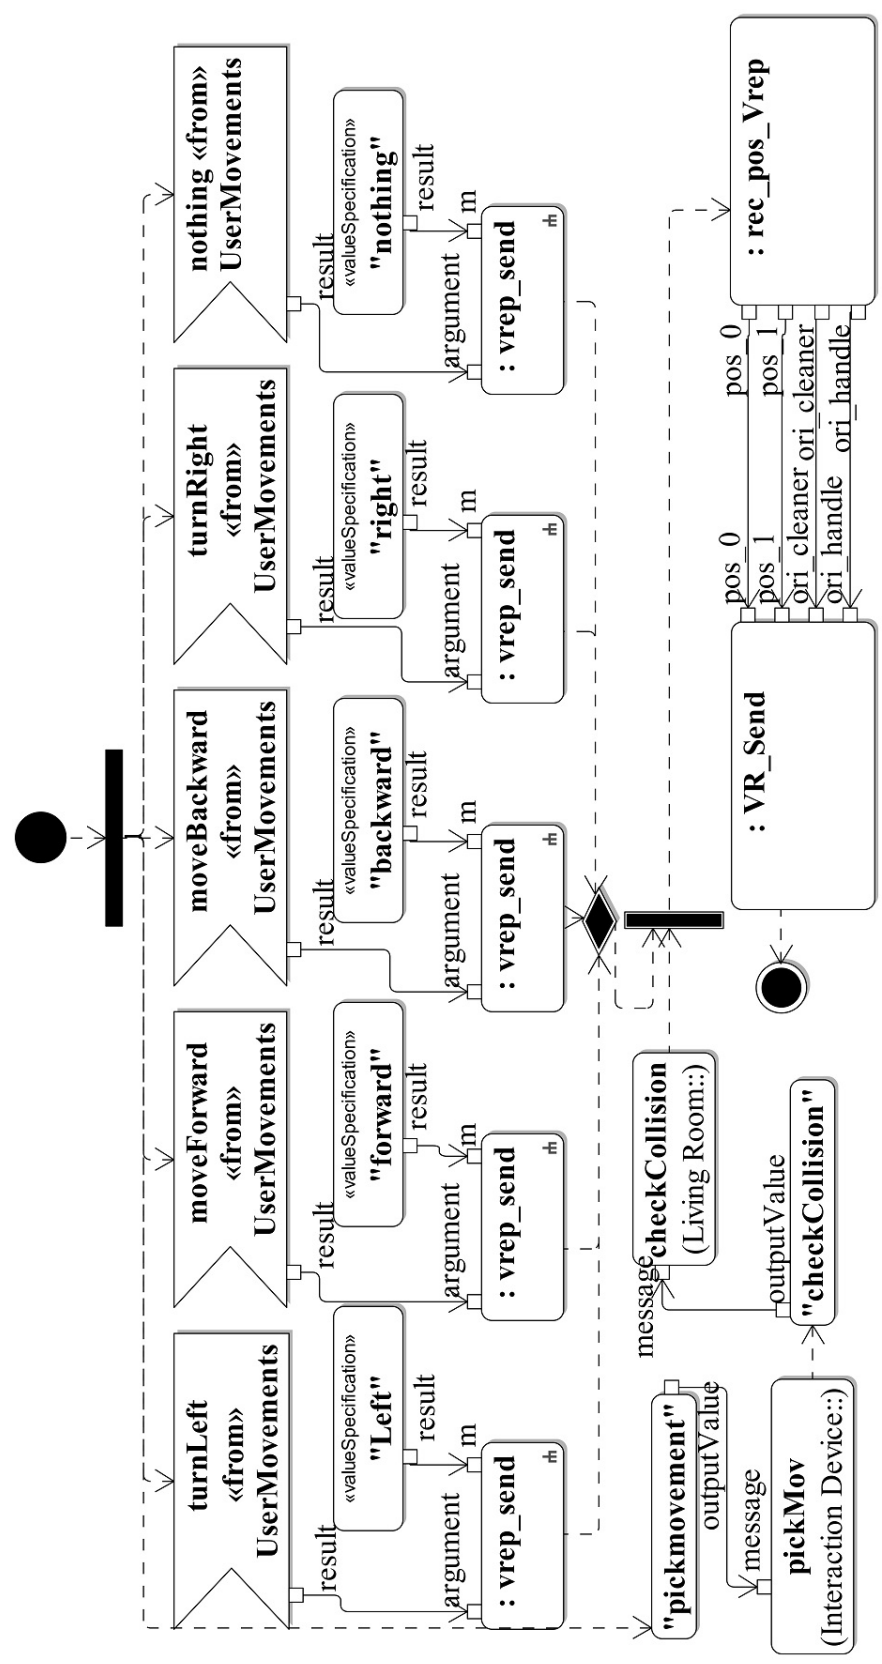 nothing «from»
UserMovements
turnRight
«from»
UserMovements
moveBackward
«from»
UserMovements
moveForward
«from»
UserMovements
turnLeft
«from»
UserMovements
result
result
result
result
result
«valueSpecification»
"nothing"
result
«valueSpecification»
"right"
result
«valueSpecification»
"backward"
result
«valueSpecification»
"forward"
result
«valueSpecification»
"Left"
result
m
argument
: vrep_send
m
argument
: vrep_send
m
argument
: vrep_send
m
argument
: vrep_send
m
argument
: vrep_send
: rec_pos_Vrep
pos_0
pos_1
ori_cleaner
ori_handle
pos_0
pos_1
ori_cleaner
ori_handle
: VR_Send
checkCollision
(Living Room::)
message
outputValue
"checkCollision"
"pickmovement"
outputValue
message
pickMov
(Interaction Device::)